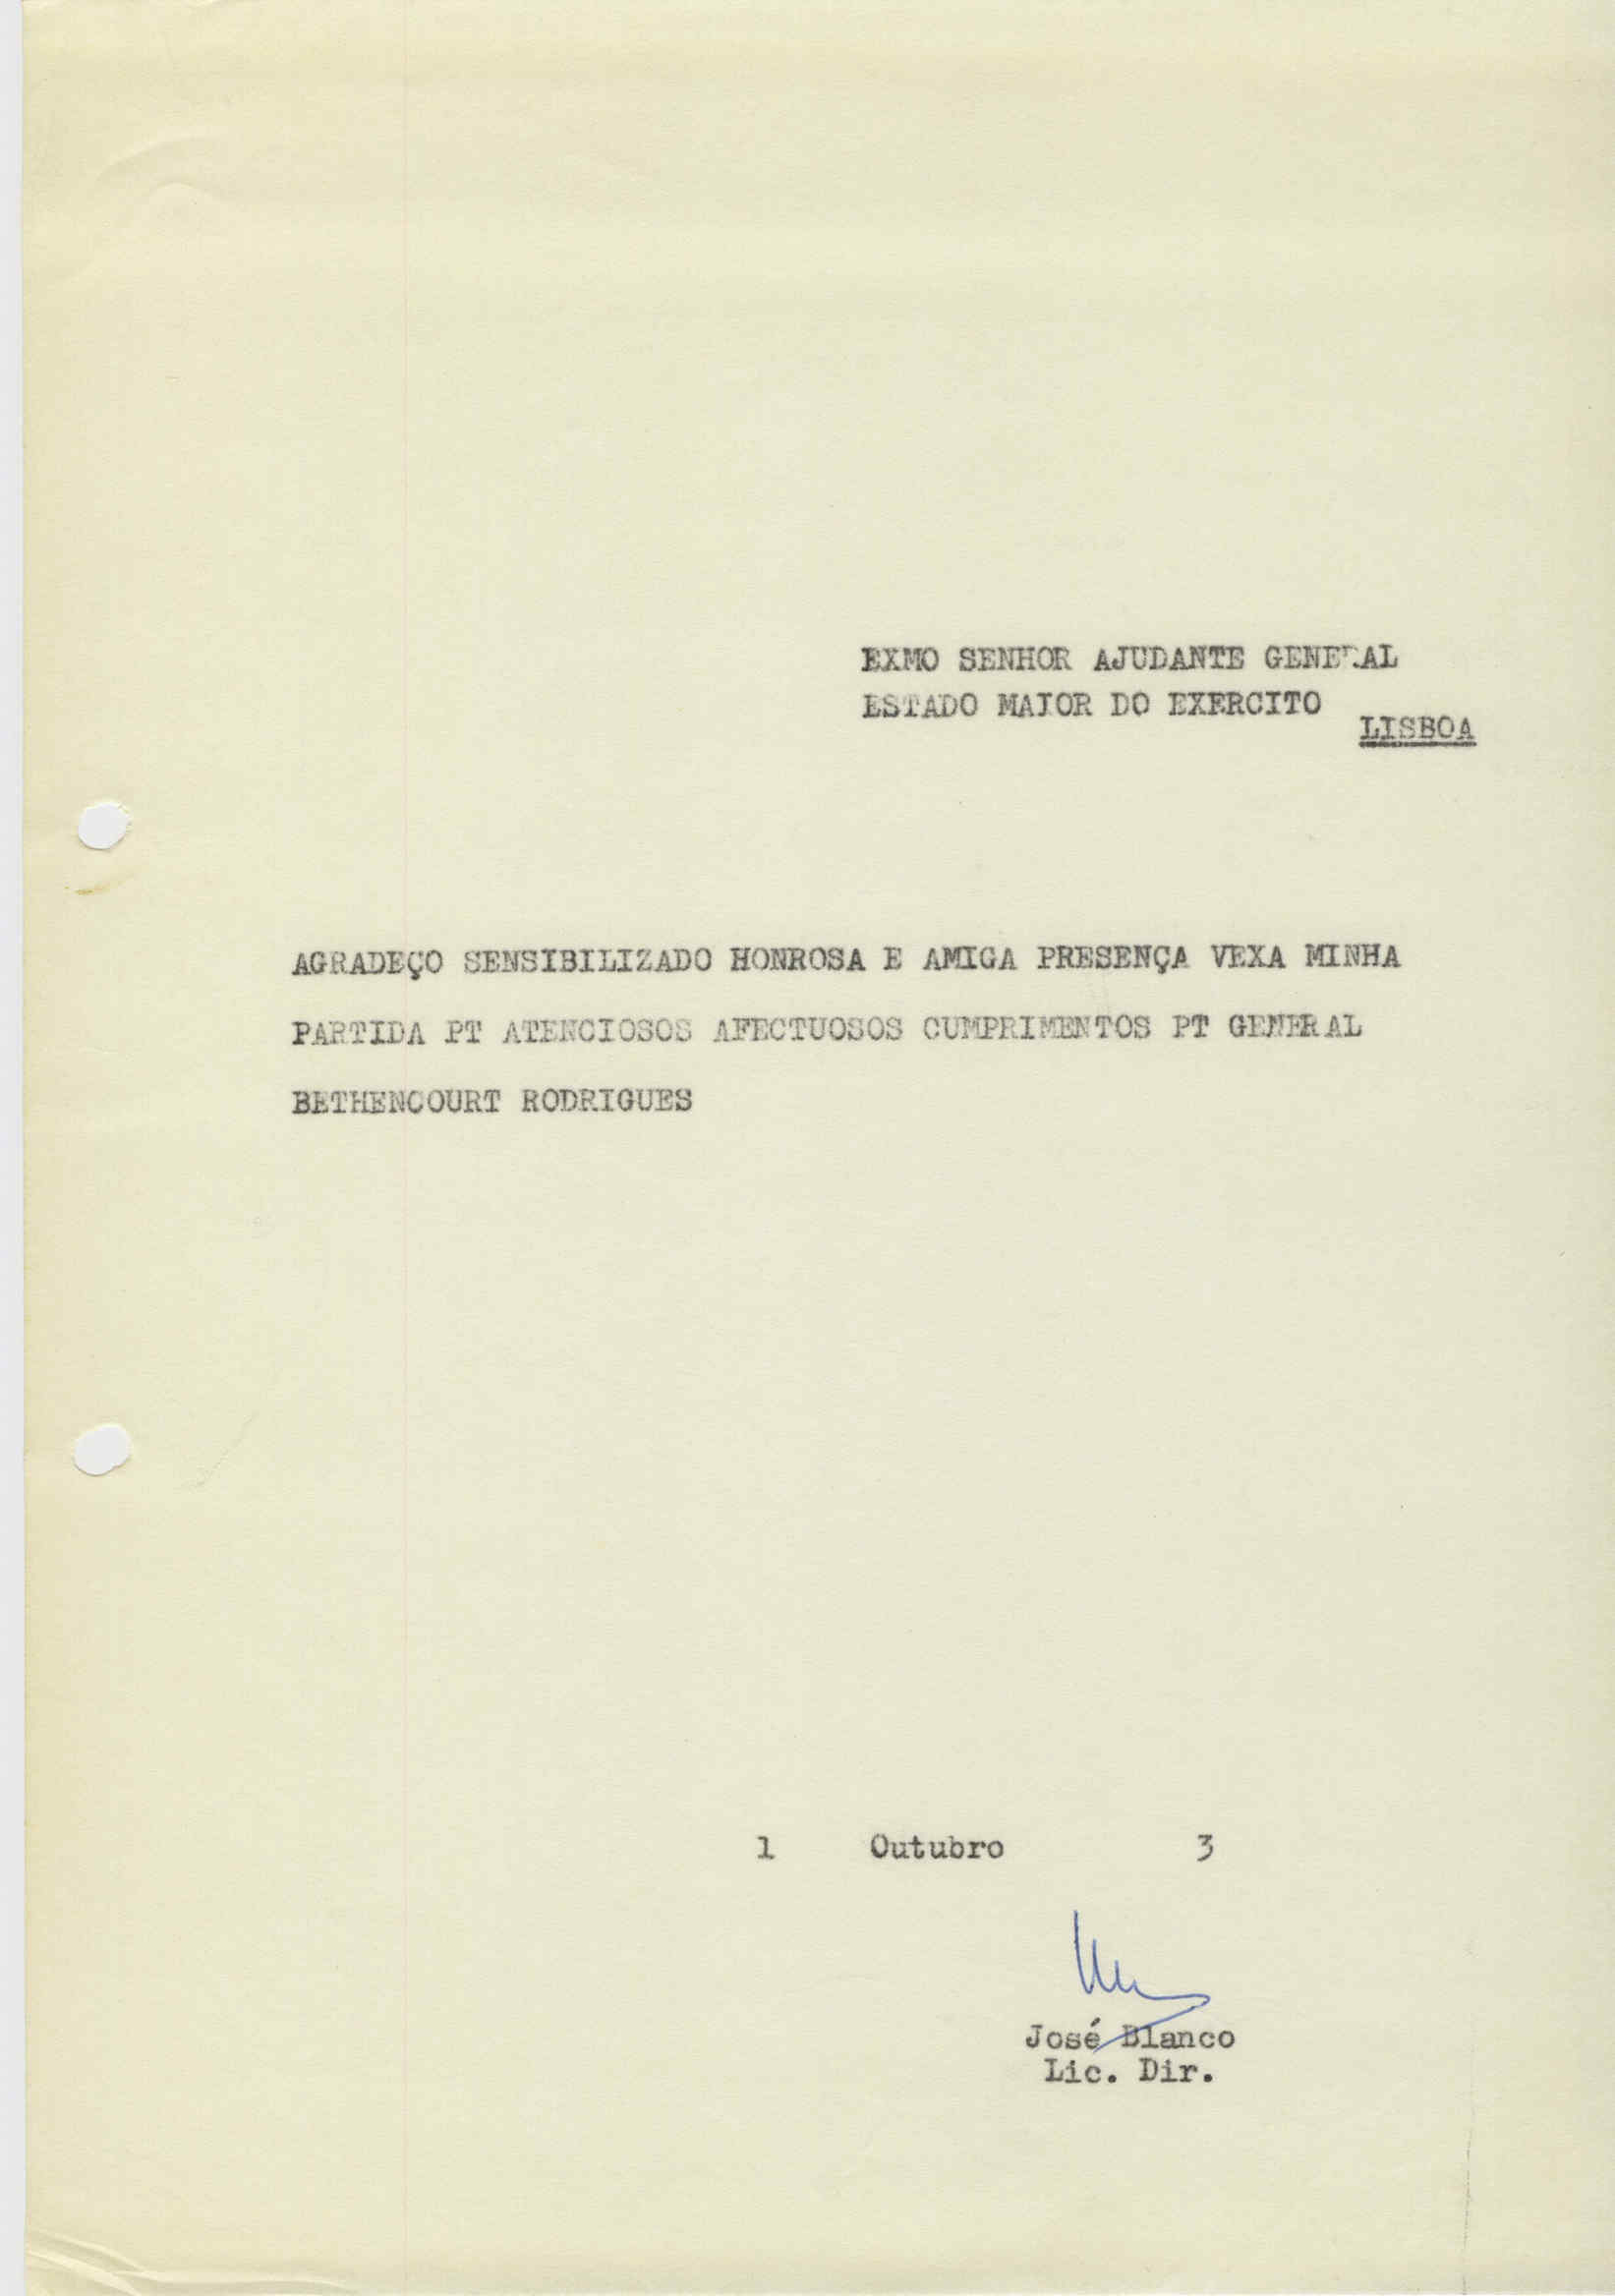 EXMO SENHOR AJUDANTE GENERAL
ESTADO MAIOR DO EXERCITO
LISBOA
AGRADEÇO SENSIBILIZADO HONROSA E AMIGA PRESENÇA VEXA MINHA
PARTIDA PT ATENCIOSOS AFECTUOSOS CUMPRIMENTOS PT GENERAL
BETHENCOURT RODRIGUES
1 Outubro 3
José Blanco
Lic. Dir.